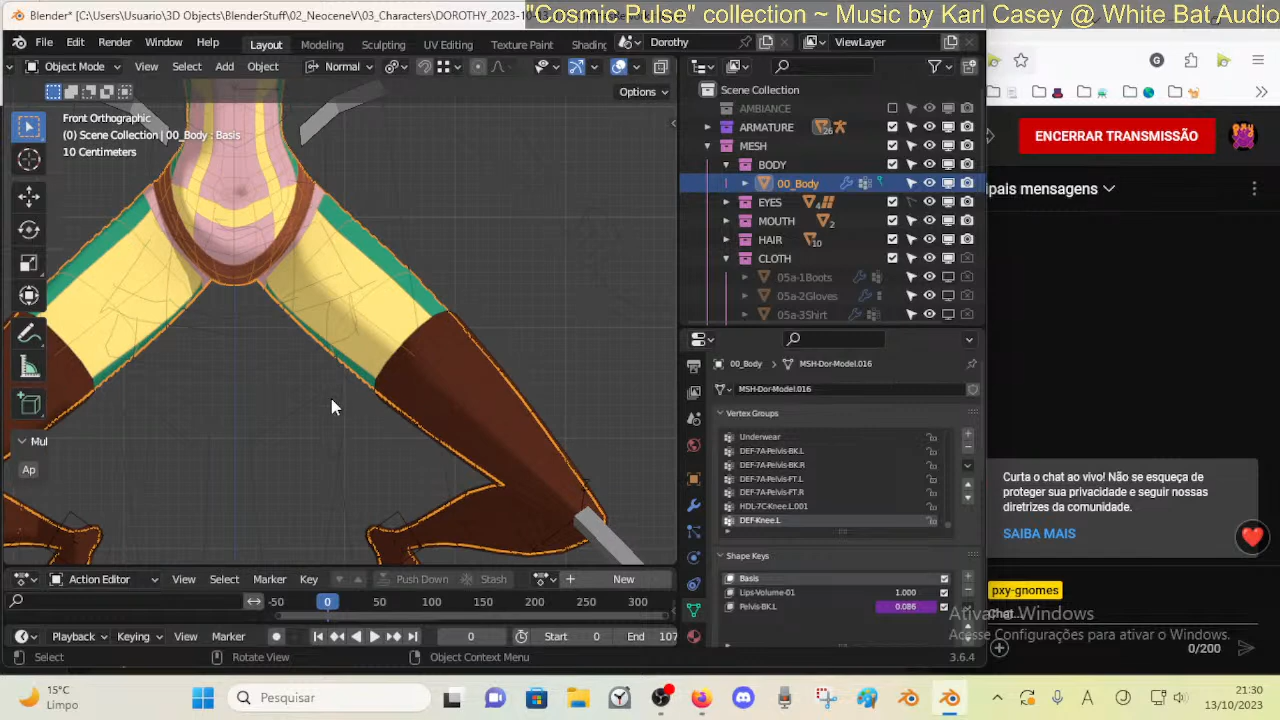 Blender* [C:\Users\Usuario\3D Objects\BlenderStuff\02_NeoceneV\03_Characters\DOROTHY_2023-10-
"Cosmic Pulse" collection ~ Music by Karl Casey @ White Bat Audio
File Edit Render Window Help Layout Modeling Sculpting UV Editing Texture Paint Shading Dorothy ViewLayer
Object Mode View Select Add Object Normal
Options
Front Orthographic
(0) Scene Collection | 00_Body : Basis
10 Centimeters
Mul
Ap
Scene Collection
AMBIANCE
ARMATURE 26
MESH
BODY
00_Body
EYES 4
MOUTH 2
HAIR 10
CLOTH
05a-1Boots
05a-2Gloves
05a-3Shirt
00_Body MSH-Dor-Model.016
MSH-Dor-Model.016
Vertex Groups
Underwear
DEF-7A-Pelvis-BK.L
DEF-7A-Pelvis-BK.R
DEF-7A-Pelvis-FT.L
DEF-7A-Pelvis-FT.R
HDL-7C-Knee.L.001
DEF-Knee.L
Shape Keys
Basis
Lips-Volume-01 1.000
Pelvis-BK.L 0.086
Action Editor View Select Marker Key Push Down Stash New
-50 0 50 100 150 200 250 300
Playback Keying View Marker 0 Start 0 End 107
Select Rotate View Object Context Menu 3.6.4
G
ENCERRAR TRANSMISSÃO
ipais mensagens
Curta o chat ao vivo! Não se esqueça de
proteger sua privacidade e seguir nossas
diretrizes da comunidade.
SAIBA MAIS
pxy-gnomes
Chat...
Ativar o Windows
Acesse Configurações para ativar o Windows.
0/200
15°C
Limpo
Pesquisar
21:30
13/10/2023